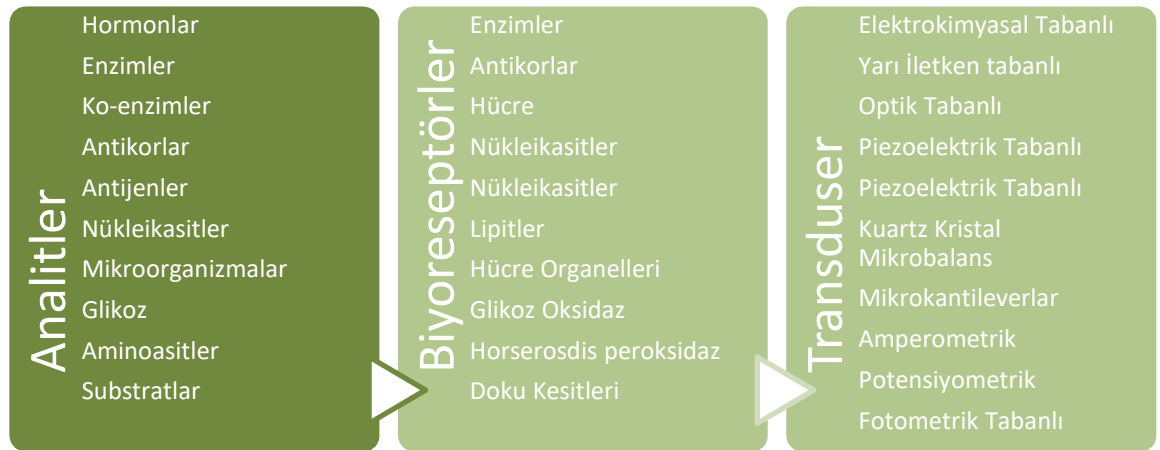 Analitler
Hormonlar
Enzimler
Ko-enzimler
Antikorlar
Antijenler
Nükleikasitler
Mikroorganizmalar
Glikoz
Aminoasitler
Substratlar
Biyoreseptörler
Enzimler
Antikorlar
Hücre
Nükleikasitler
Nükleikasitler
Lipitler
Hücre Organelleri
Glikoz Oksidaz
Horserosdis peroksidaz
Doku Kesitleri
Transduser
Elektrokimyasal Tabanlı
Yarı İletken tabanlı
Optik Tabanlı
Piezoelektrik Tabanlı
Piezoelektrik Tabanlı
Kuartz Kristal
Mikrobalans
Mikrokantileverlar
Amperometrik
Potensiyometrik
Fotometrik Tabanlı